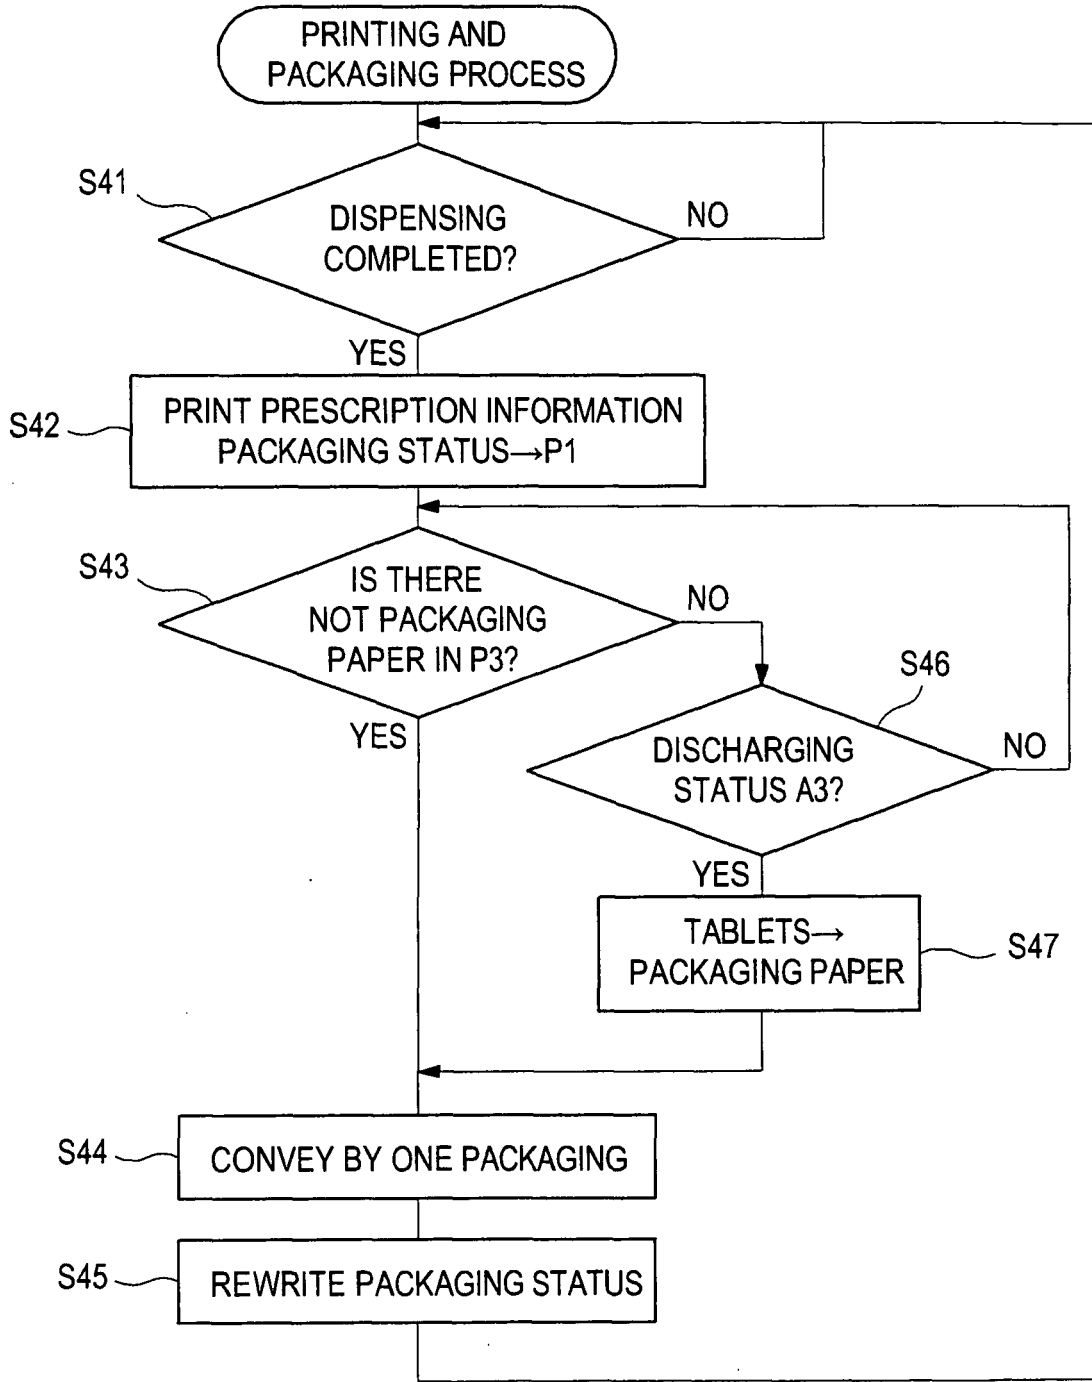 PRINTING AND
PACKAGING PROCESS
S41
DISPENSING
COMPLETED?
NO
YES
S42
PRINT PRESCRIPTION INFORMATION
PACKAGING STATUS→P1
S43
IS THERE
NOT PACKAGING
PAPER IN P3?
NO
YES
S46
DISCHARGING
STATUS A3?
NO
YES
TABLETS→
PACKAGING PAPER
S47
S44
CONVEY BY ONE PACKAGING
S45
REWRITE PACKAGING STATUS